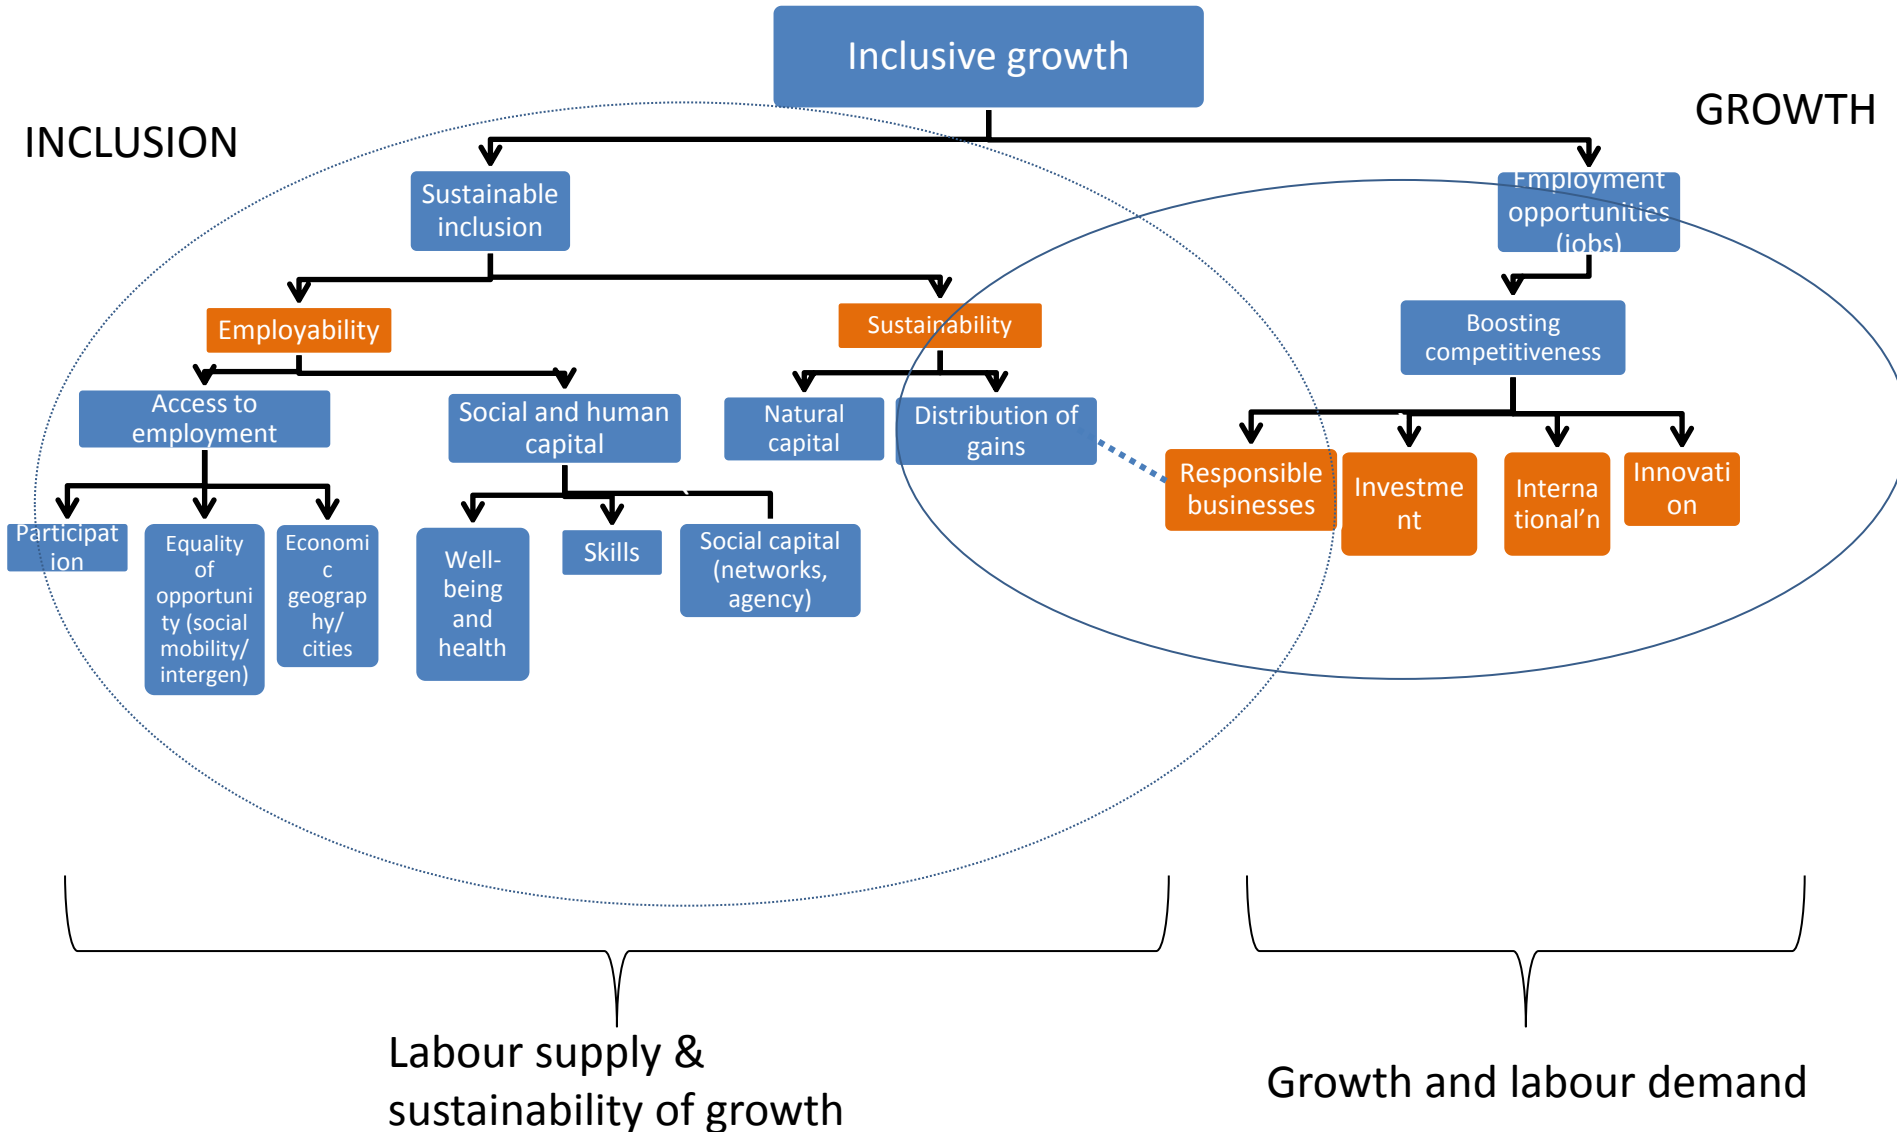 Inclusive growth
GROWTH
INCLUSION
Sustainable
inclusion
Employment
opportunities
(jobs)
Employability
Sustainability
Boosting
competitiveness
Access to
employment
Social and human
capital
Natural
capital
Distribution of
gains
Responsible
businesses
Investme
nt
Interna
tional’n
Innovati
on
Participat
ion
Equality
of
opportuni
ty (social
mobility/
intergen)
Economi
c
geograp
hy/
cities
Well-
being
and
health
Skills
Social capital
(networks,
agency)
Labour supply &
sustainability of growth
Growth and labour demand